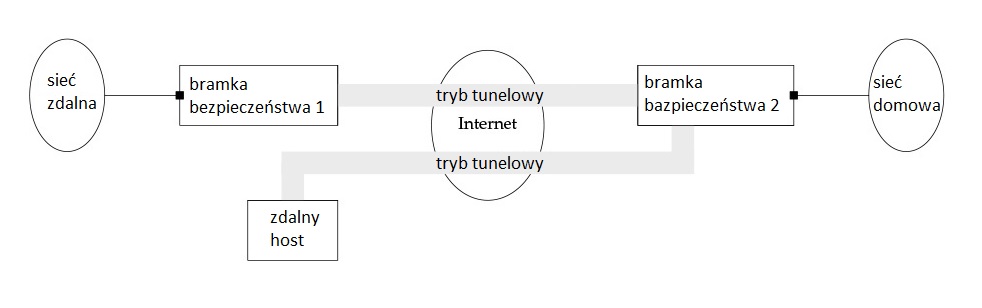 sieć
zdalna
bramka
bezpieczeństwa 1
tryb tunelowy
Internet
tryb tunelowy
bramka
bazpieczeństwa 2
sieć
domowa
zdalny
host